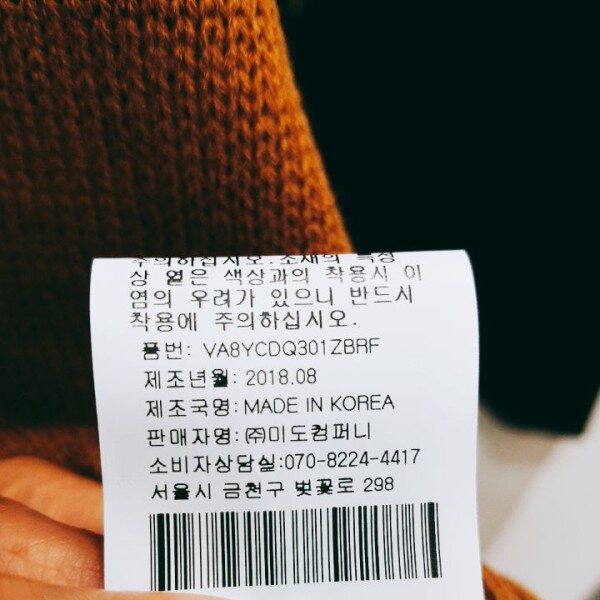 주의하십시오.소재의 특성
상 옅은 색상과의 착용시 이
염의 우려가 있으니 반드시
착용에 주의하십시오.
품번: VA8YCDQ301ZBRF
제조년월: 2018.08
제조국명: MADE IN KOREA
판매자명: ㈜미도컴퍼니
소비자상담실:070-8224-4417
서울시 금천구 벚꽃로 298